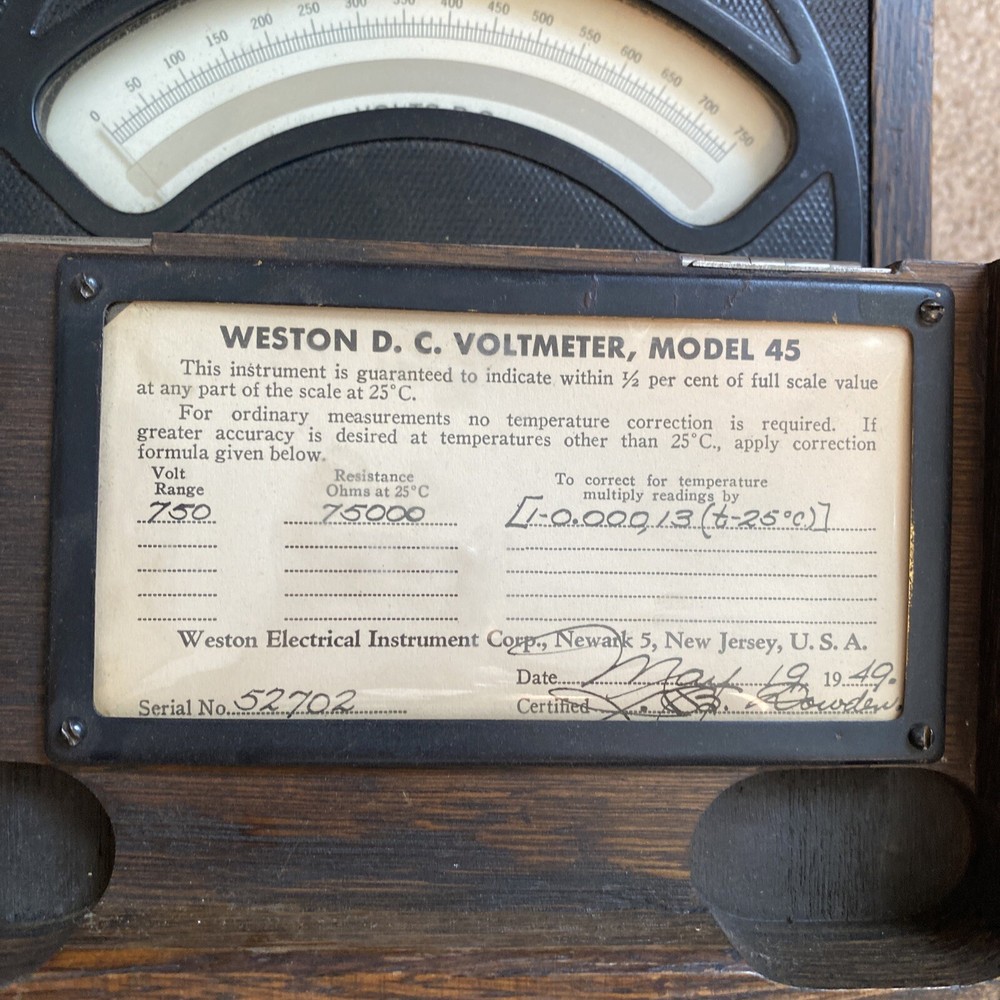 0 50 100 150 200 250 300 350 400 450 500 550 600 650 700 750
VOLTS D.C.
WESTON D. C. VOLTMETER, MODEL 45
This instrument is guaranteed to indicate within ½ per cent of full scale value
at any part of the scale at 25°C.
For ordinary measurements no temperature correction is required. If
greater accuracy is desired at temperatures other than 25°C., apply correction
formula given below.
Volt Resistance To correct for temperature
Range Ohms at 25°C multiply readings by
750 75000 [1-0.00013(t-25°C)]
Weston Electrical Instrument Corp., Newark 5, New Jersey, U. S. A.
Date May 19 1949.
Serial No. 52702 Certified